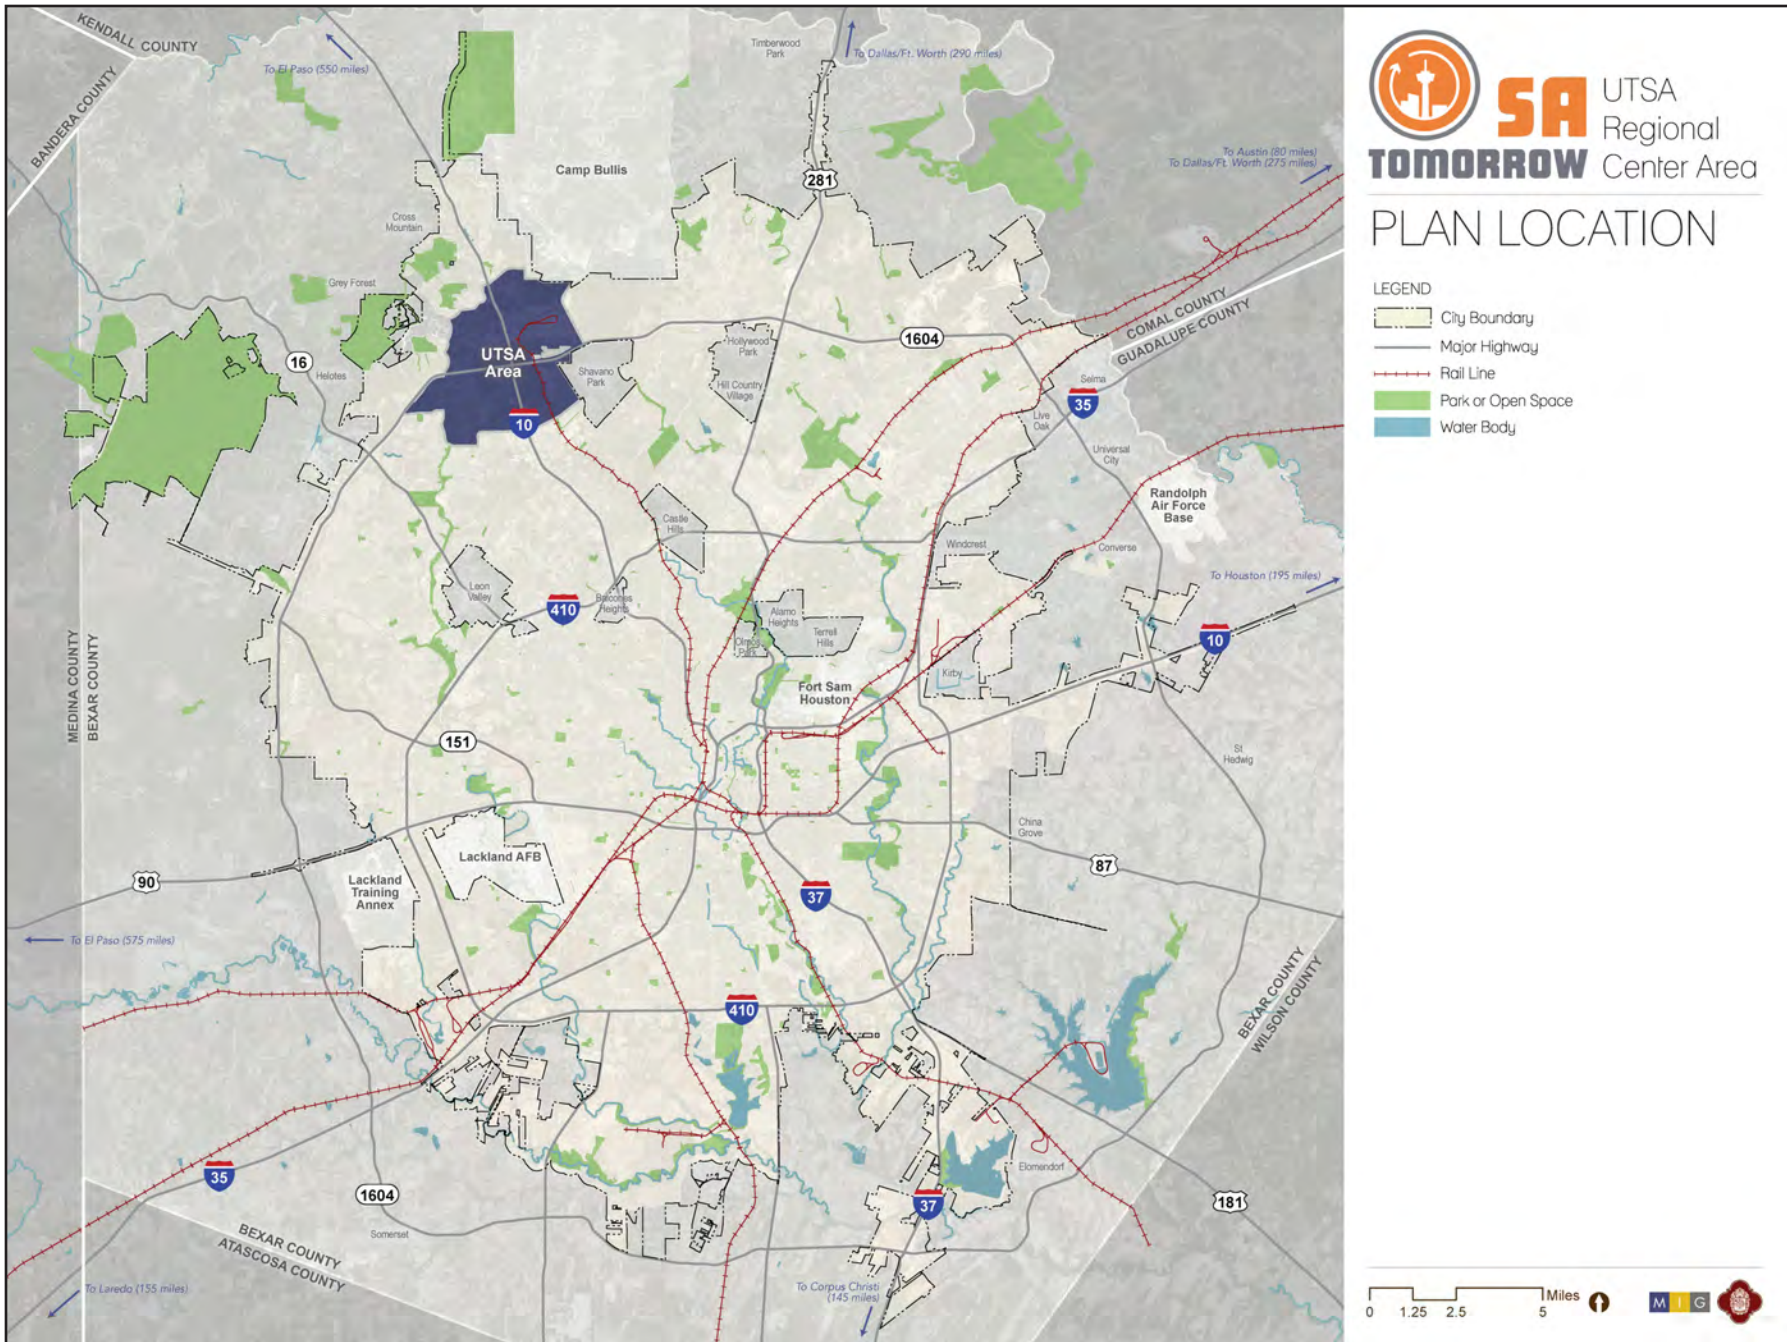 KENDALL COUNTY
BANDERA COUNTY
To El Paso (550 miles)
Timberwood
Park
To Dallas/Ft. Worth (290 miles)
Camp Bullis
281
To Austin (80 miles)
To Dallas/Ft. Worth (275 miles)
Cross
Mountain
Grey Forest
COMAL COUNTY
GUADALUPE COUNTY
1604
Hollywood
Park
UTSA
Area
16
Helotes
Shavano
Park
Hill Country
Village
Selma
35
Live
Oak
10
Universal
City
Randolph
Air Force
Base
Castle
Hills
Windcrest
Converse
To Houston (195 miles)
Leon
Valley
410
Balcones
Heights
Alamo
Heights
Terrell
Hills
Olmos
Park
10
Kirby
MEDINA COUNTY
BEXAR COUNTY
Fort Sam
Houston
151
St
Hedwig
China
Grove
Lackland AFB
87
90
Lackland
Training
Annex
37
To El Paso (575 miles)
BEXAR COUNTY
WILSON COUNTY
410
35
1604
Elomendorf
37
181
Somerset
BEXAR COUNTY
ATASCOSA COUNTY
To Laredo (155 miles)
To Corpus Christi
(145 miles)
SA
TOMORROW
UTSA
Regional
Center Area
PLAN LOCATION
LEGEND
City Boundary
Major Highway
Rail Line
Park or Open Space
Water Body
Miles
0 1.25 2.5 5
M I G